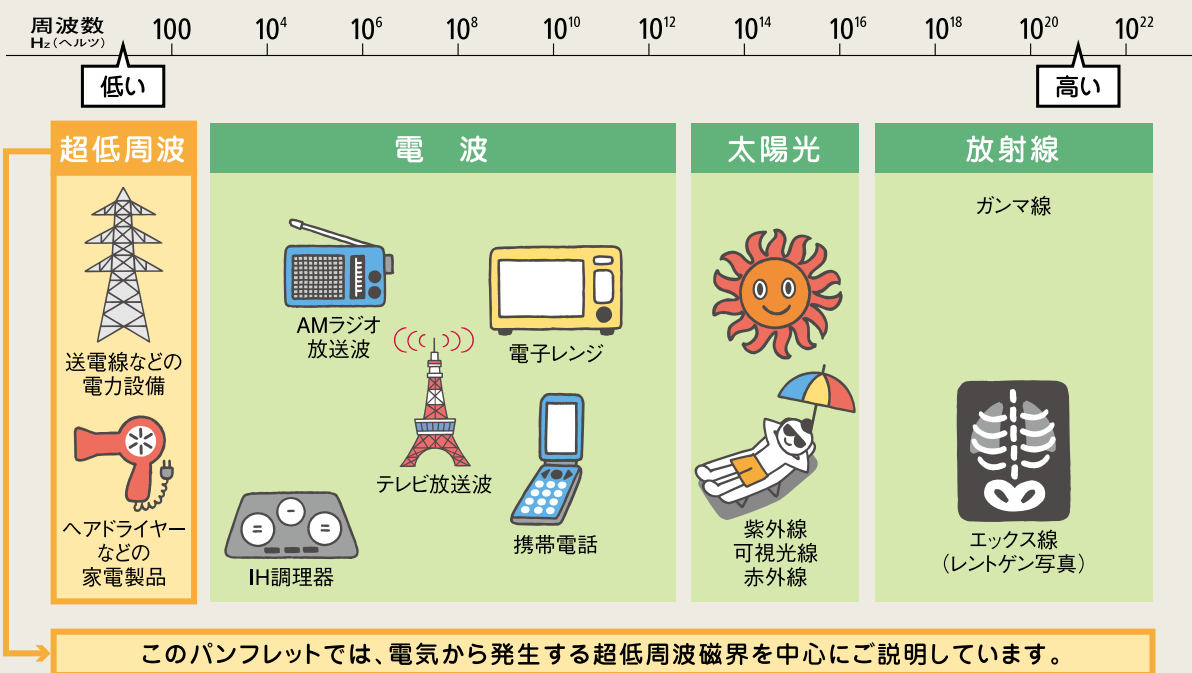 周波数
Hz(ヘルツ)
100 10⁴ 10⁶ 10⁸ 10¹⁰ 10¹² 10¹⁴ 10¹⁶ 10¹⁸ 10²⁰ 10²²
低い
高い
超低周波
電 波
太陽光
放射線
送電線などの
電力設備
ヘアドライヤー
などの
家電製品
AMラジオ
放送波
電子レンジ
テレビ放送波
携帯電話
IH調理器
紫外線
可視光線
赤外線
ガンマ線
エックス線
(レントゲン写真)
このパンフレットでは、電気から発生する超低周波磁界を中心にご説明しています。